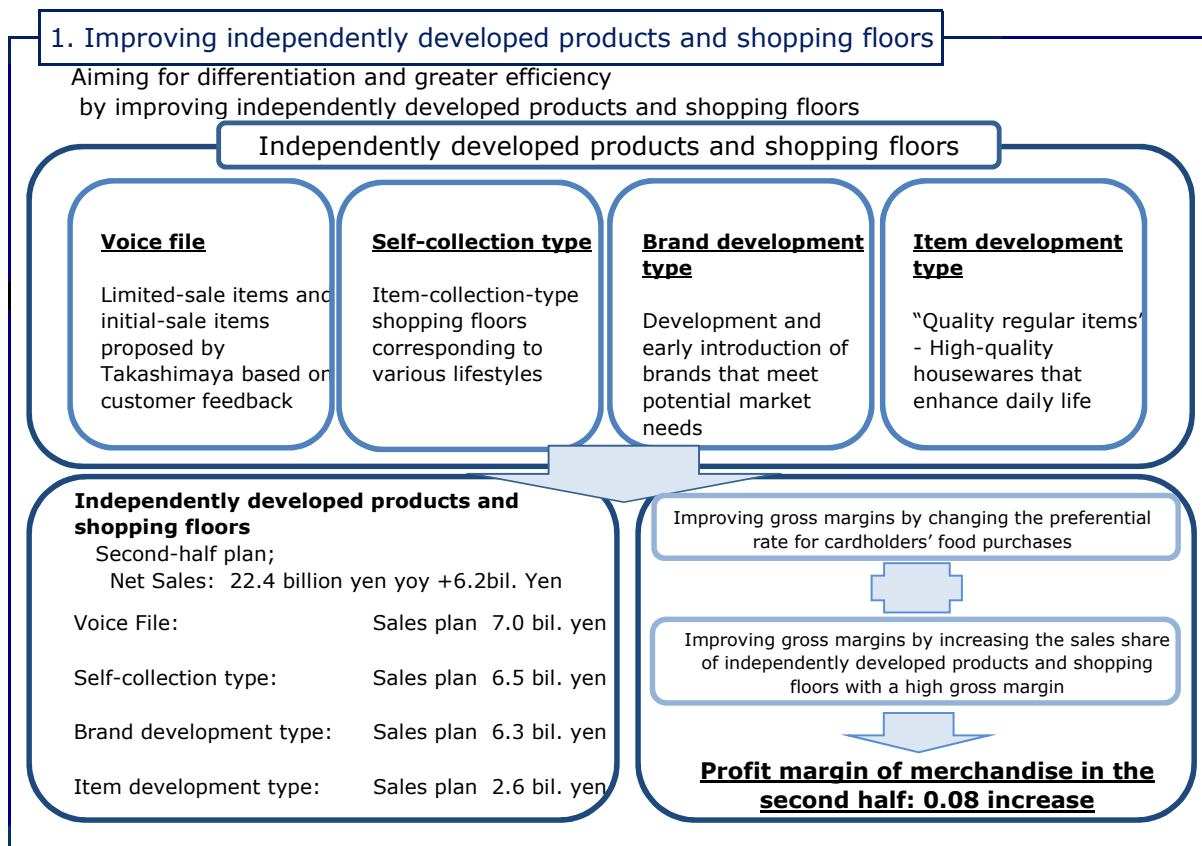 1. Improving independently developed products and shopping floors
Aiming for differentiation and greater efficiency
by improving independently developed products and shopping floors
Independently developed products and shopping floors
Voice file
Limited-sale items and
initial-sale items
proposed by
Takashimaya based on
customer feedback
Self-collection type
Item-collection-type
shopping floors
corresponding to
various lifestyles
Brand development
type
Development and
early introduction of
brands that meet
potential market
needs
Item development
type
“Quality regular items”
- High-quality
housewares that
enhance daily life
Independently developed products and
shopping floors
Second-half plan;
Net Sales: 22.4 billion yen yoy +6.2bil. Yen
Voice File: Sales plan 7.0 bil. yen
Self-collection type: Sales plan 6.5 bil. yen
Brand development type: Sales plan 6.3 bil. yen
Item development type: Sales plan 2.6 bil. yen
Improving gross margins by changing the preferential
rate for cardholders’ food purchases
Improving gross margins by increasing the sales share
of independently developed products and shopping
floors with a high gross margin
Profit margin of merchandise in the
second half: 0.08 increase